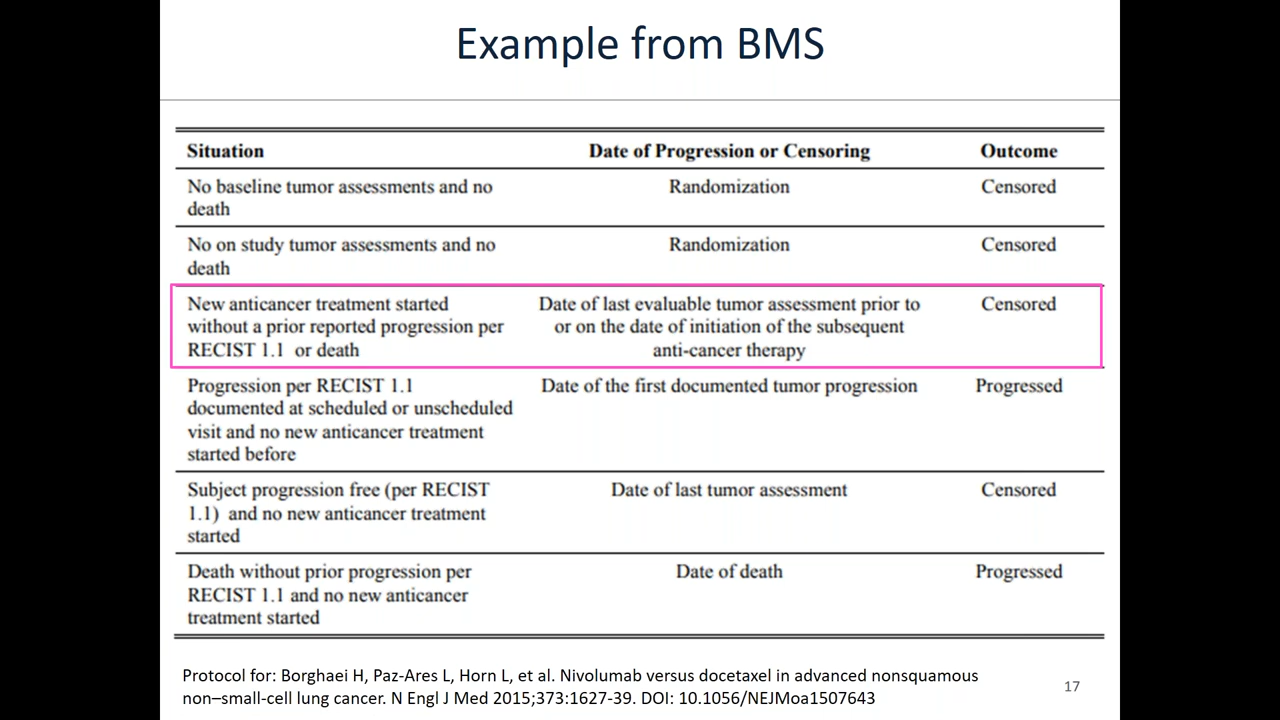 Example from BMS
Situation
Date of Progression or Censoring
Outcome
No baseline tumor assessments and no
death
Randomization
Censored
No on study tumor assessments and no
death
Randomization
Censored
New anticancer treatment started
without a prior reported progression per
RECIST 1.1 or death
Date of last evaluable tumor assessment prior to
or on the date of initiation of the subsequent
anti-cancer therapy
Censored
Progression per RECIST 1.1
documented at scheduled or unscheduled
visit and no new anticancer treatment
started before
Date of the first documented tumor progression
Progressed
Subject progression free (per RECIST
1.1) and no new anticancer treatment
started
Date of last tumor assessment
Censored
Death without prior progression per
RECIST 1.1 and no new anticancer
treatment started
Date of death
Progressed
Protocol for: Borghaei H, Paz-Ares L, Horn L, et al. Nivolumab versus docetaxel in advanced nonsquamous
non–small-cell lung cancer. N Engl J Med 2015;373:1627-39. DOI: 10.1056/NEJMoa1507643
17